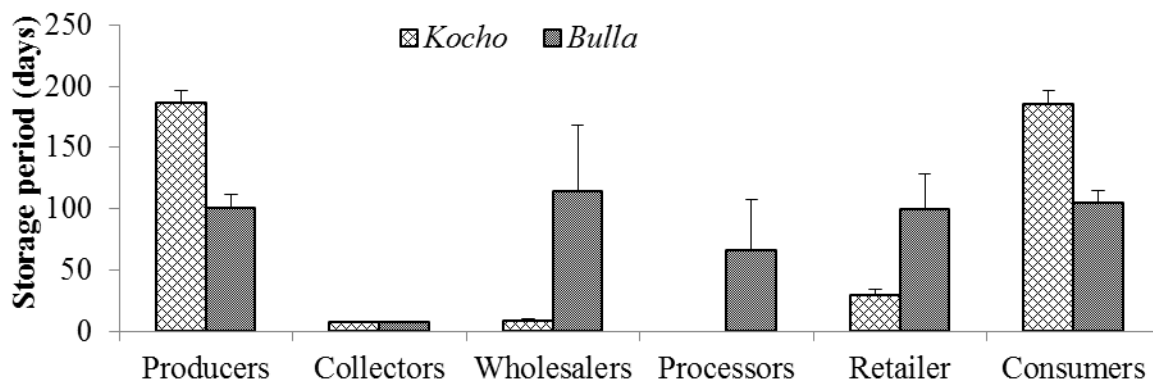 Storage period (days)
250
200
150
100
50
0
Kocho Bulla
Producers Collectors Wholesalers Processors Retailer Consumers